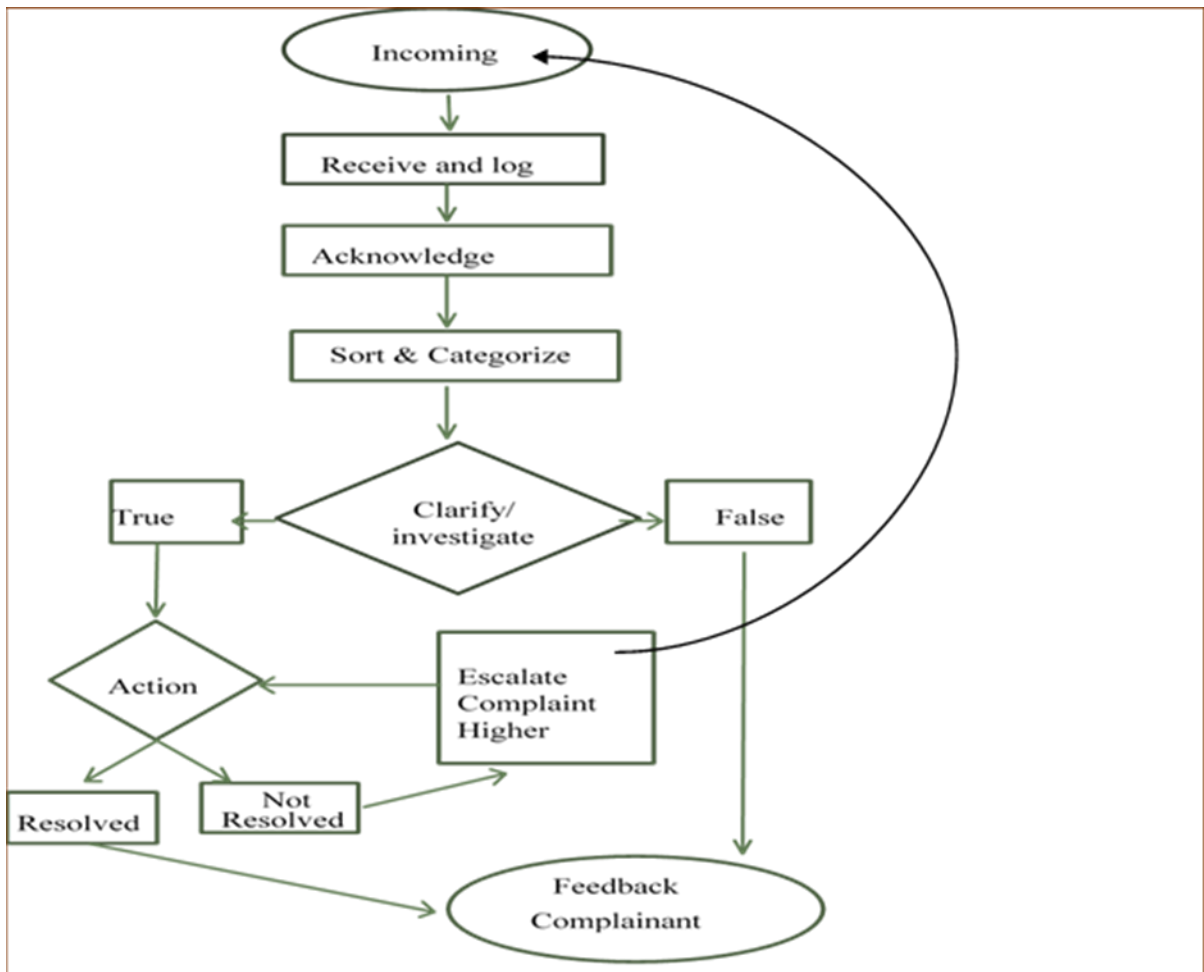 Incoming
Receive and log
Acknowledge
Sort & Categorize
Clarify/
investigate
True
False
Action
Escalate
Complaint
Higher
Resolved
Not
Resolved
Feedback
Complainant